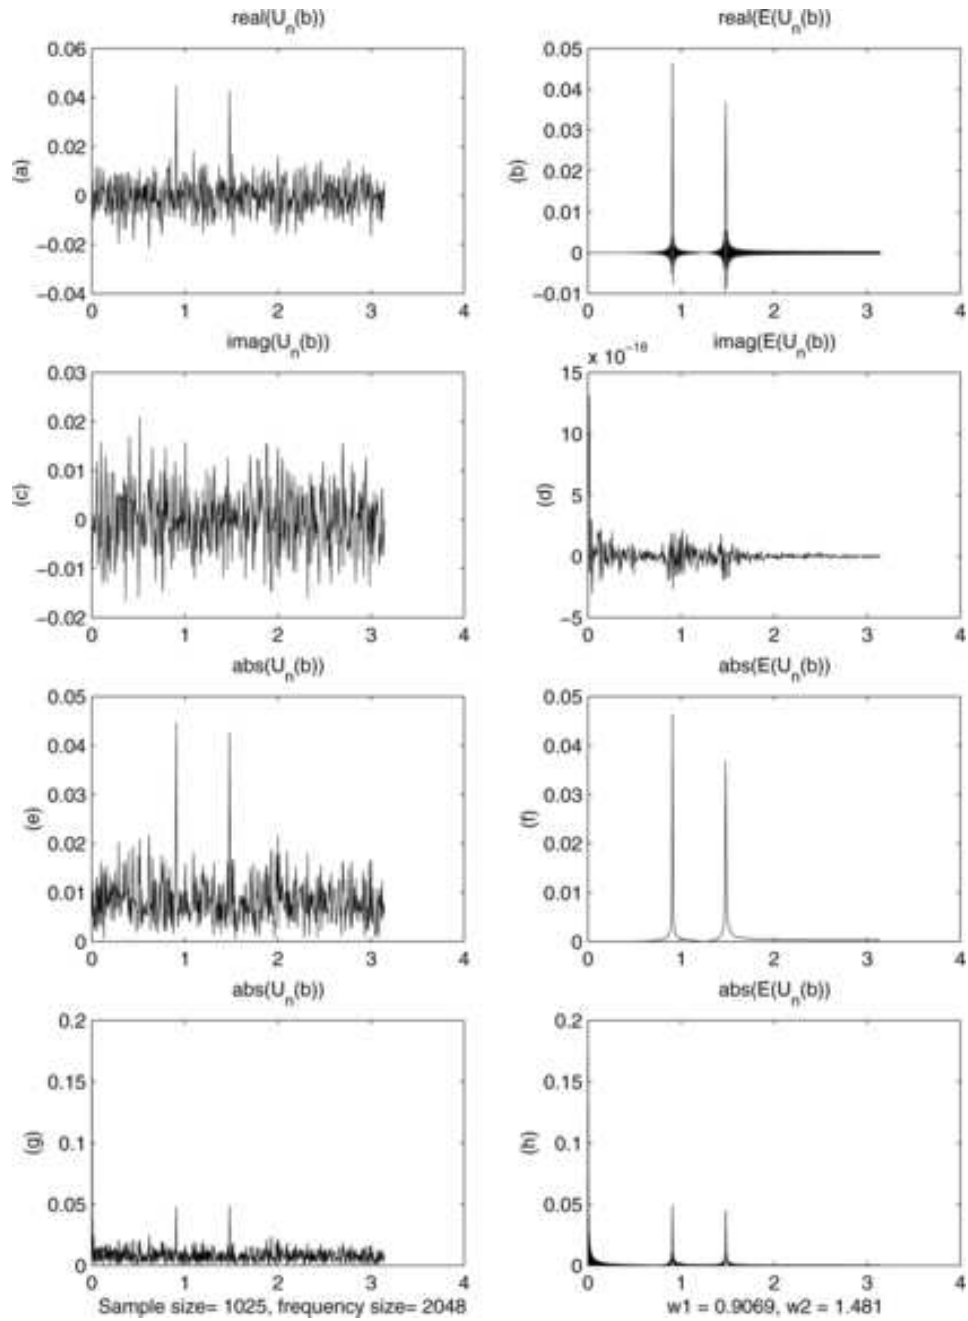 real(U_n(b))
0.06
0.04
0.02
0
−0.02
−0.04
(a)
0 1 2 3 4
real(E(U_n(b))
0.05
0.04
0.03
0.02
0.01
0
−0.01
(b)
0 1 2 3 4
imag(U_n(b))
0.03
0.02
0.01
0
−0.01
−0.02
(c)
0 1 2 3 4
imag(E(U_n(b))
15
10
5
0
−5
(d)
0 1 2 3 4
abs(U_n(b))
0.05
0.04
0.03
0.02
0.01
0
(e)
0 1 2 3 4
abs(E(U_n(b))
0.05
0.04
0.03
0.02
0.01
0
(f)
0 1 2 3 4
abs(U_n(b))
0.2
0.15
0.1
0.05
0
(g)
0 1 2 3 4
Sample size= 1025, frequency size= 2048
abs(E(U_n(b))
0.2
0.15
0.1
0.05
0
(h)
0 1 2 3 4
w1 = 0.9069, w2 = 1.481